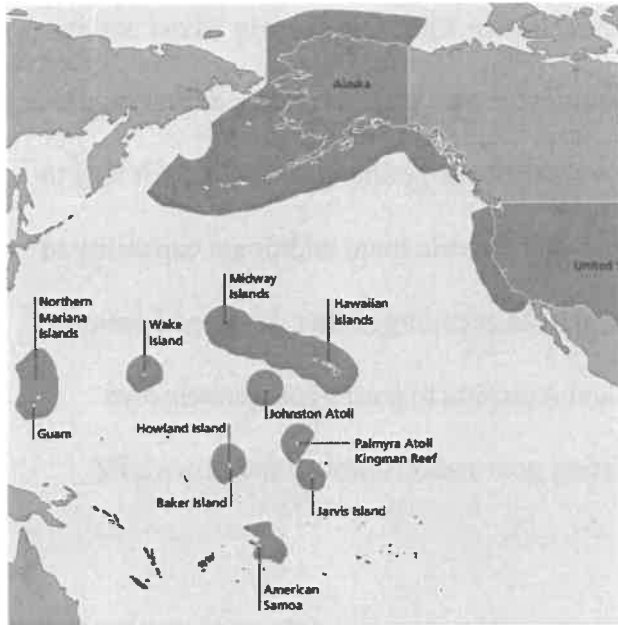 Alaska
United
Midway
Islands
Hawaiian
Islands
Northern
Mariana
Islands
Wake
Island
Johnston Atoll
Howland Island
Guam
Palmyra Atoll
Kingman Reef
Baker Island
Jarvis Island
American
Samoa